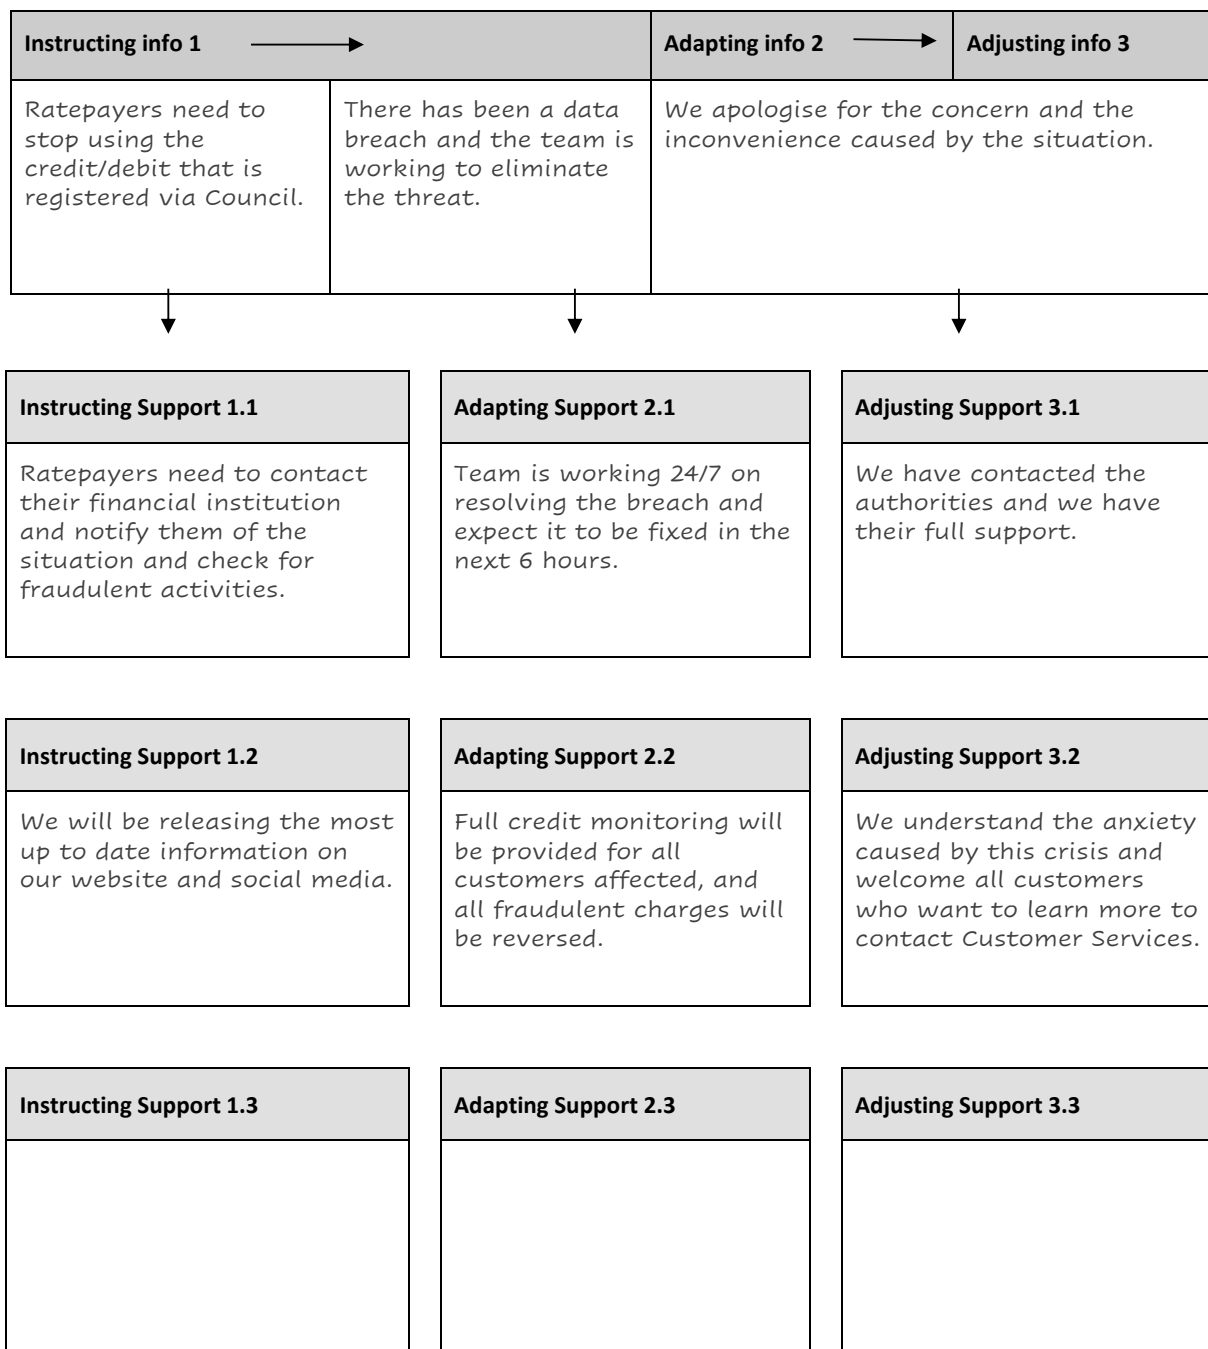 Instructing info 1
Adapting info 2
Adjusting info 3
Ratepayers need to
stop using the
credit/debit that is
registered via Council.
There has been a data
breach and the team is
working to eliminate
the threat.
We apologise for the concern and the
inconvenience caused by the situation.
Instructing Support 1.1
Ratepayers need to contact
their financial institution
and notify them of the
situation and check for
fraudulent activities.
Adapting Support 2.1
Team is working 24/7 on
resolving the breach and
expect it to be fixed in the
next 6 hours.
Adjusting Support 3.1
We have contacted the
authorities and we have
their full support.
Instructing Support 1.2
We will be releasing the most
up to date information on
our website and social media.
Adapting Support 2.2
Full credit monitoring will
be provided for all
customers affected, and
all fraudulent charges will
be reversed.
Adjusting Support 3.2
We understand the anxiety
caused by this crisis and
welcome all customers
who want to learn more to
contact Customer Services.
Instructing Support 1.3
Adapting Support 2.3
Adjusting Support 3.3